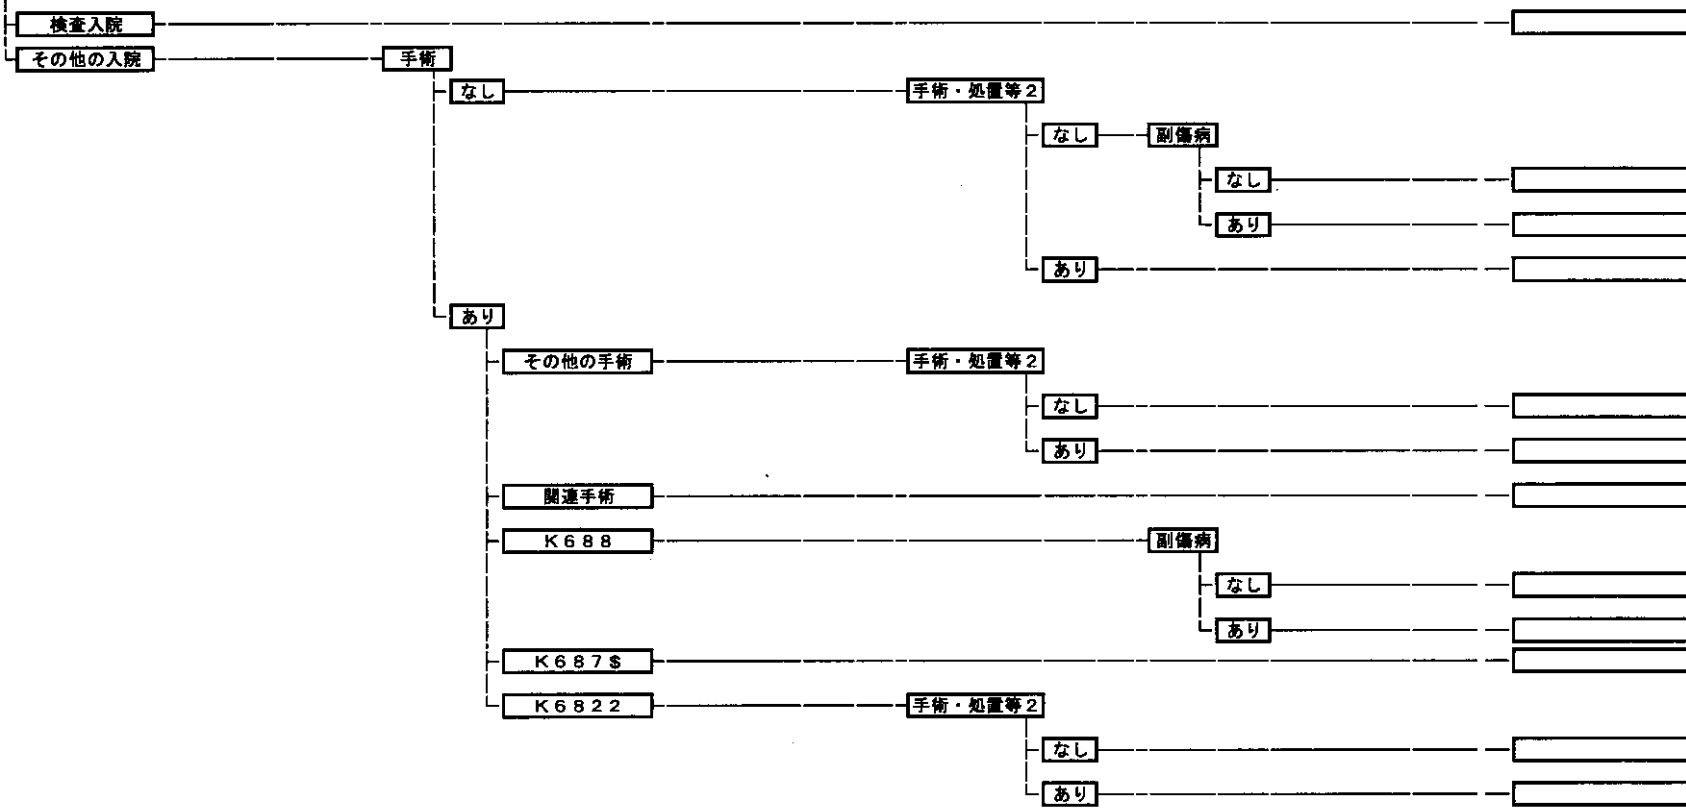 検査入院
その他の入院 手術
なし 手術・処置等2
なし 副傷病
なし
あり
あり
あり
その他の手術 手術・処置等2
なし
あり
関連手術
K688 副傷病
なし
あり
K687$
K6822 手術・処置等2
なし
あり